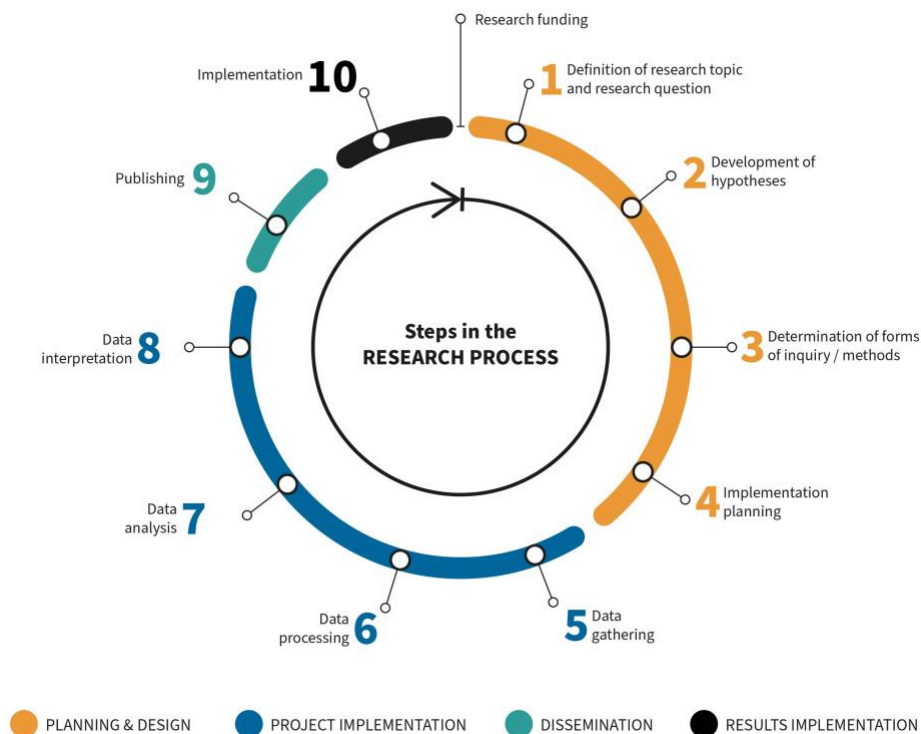 Research funding
1 Definition of research topic
and research question
2 Development of
hypotheses
3 Determination of forms
of inquiry / methods
4 Implementation
planning
5 Data
gathering
6 Data
processing
7 Data
analysis
8 Data
interpretation
Publishing 9
Implementation 10
Steps in the
RESEARCH PROCESS
PLANNING & DESIGN
PROJECT IMPLEMENTATION
DISSEMINATION
RESULTS IMPLEMENTATION